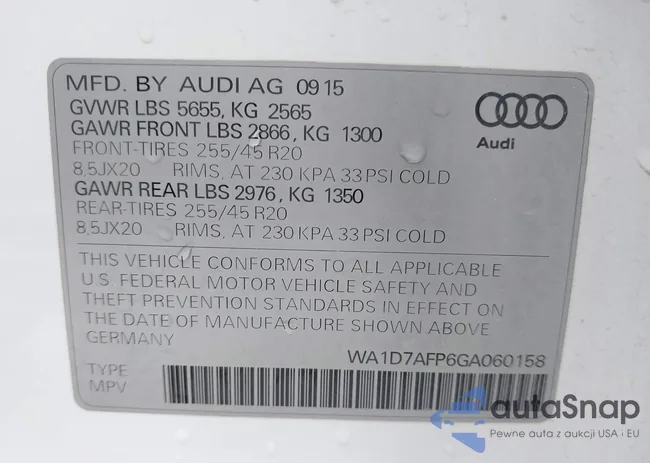 MFD. BY AUDI AG 09 15
GVWR LBS 5655, KG 2565
GAWR FRONT LBS 2866, KG 1300
FRONT-TIRES 255/45 R20
8,5JX20 RIMS, AT 230 KPA 33 PSI COLD
GAWR REAR LBS 2976, KG 1350
REAR-TIRES 255/45 R20
8,5JX20 RIMS, AT 230 KPA 33 PSI COLD
Audi
THIS VEHICLE CONFORMS TO ALL APPLICABLE
U.S. FEDERAL MOTOR VEHICLE SAFETY AND
THEFT PREVENTION STANDARDS IN EFFECT ON
THE DATE OF MANUFACTURE SHOWN ABOVE
GERMANY
WA1D7AFP6GA060158
TYPE
MPV
autaSnap
Pewne auta z aukcji USA i EU